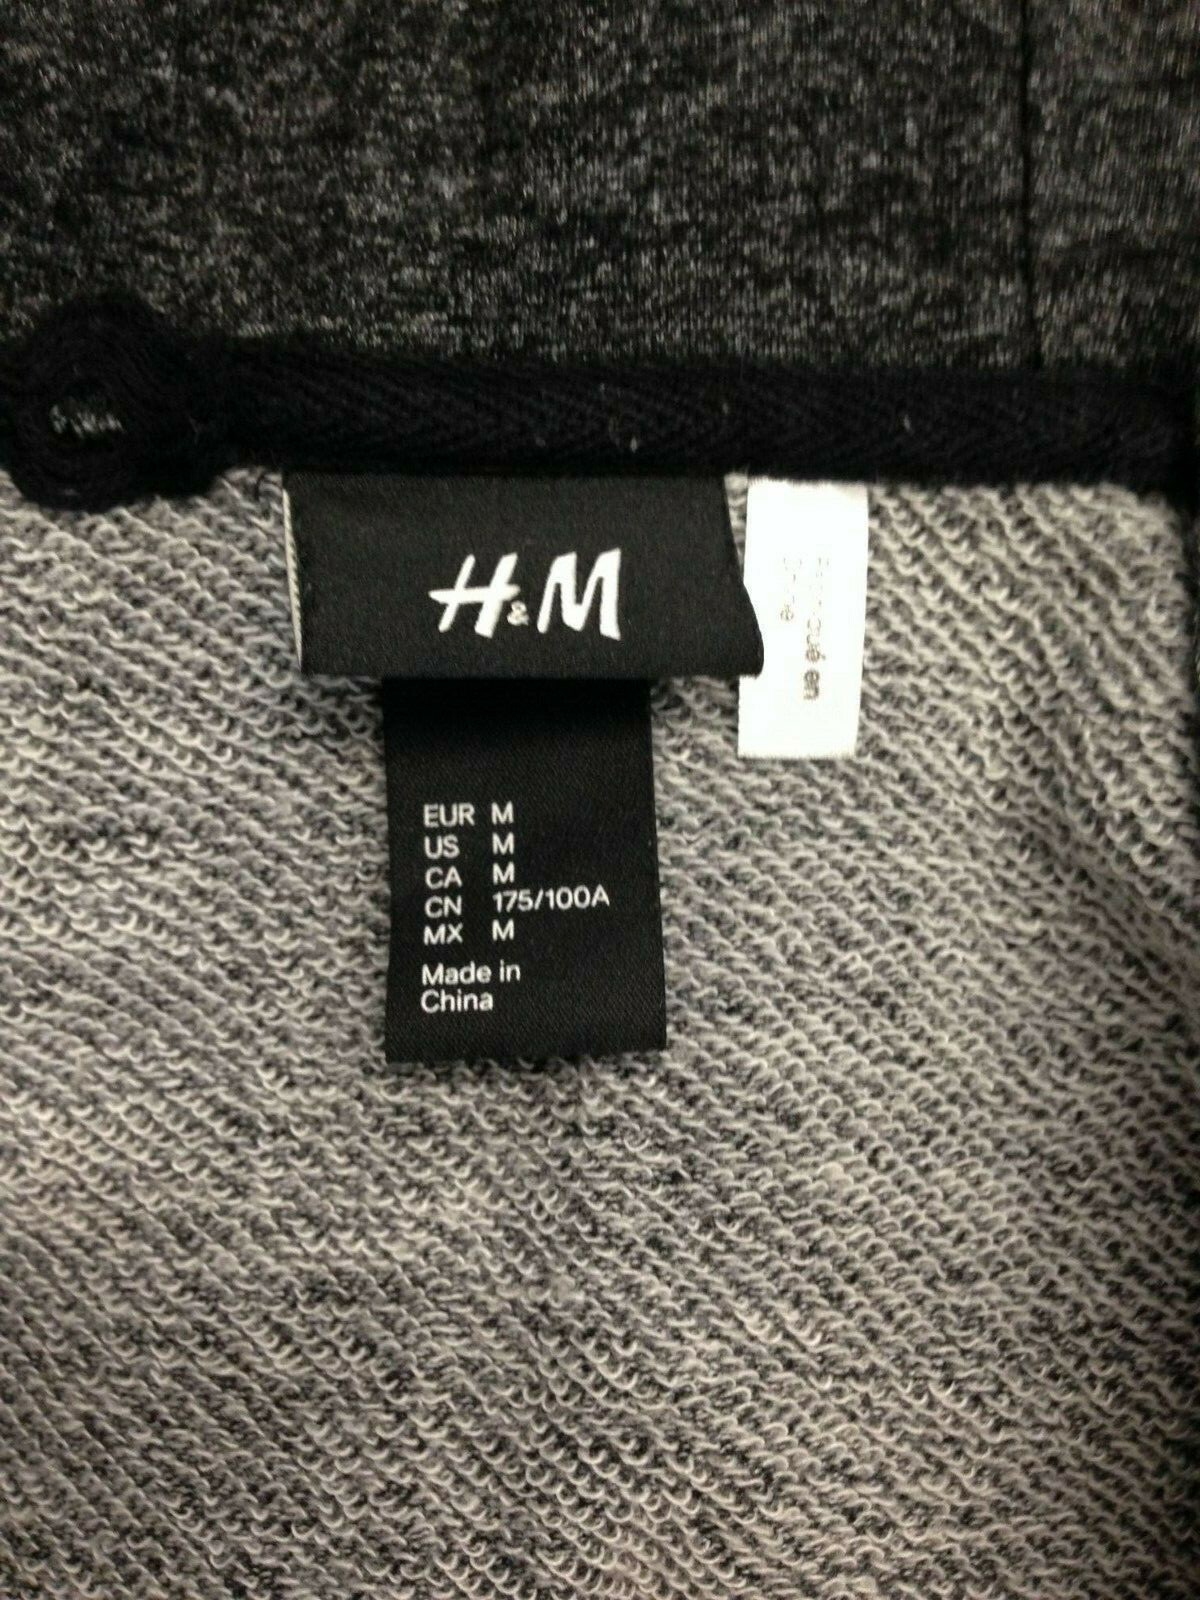 H&M
EUR M
US M
CA M
CN 175/100A
MX M
Made in
China